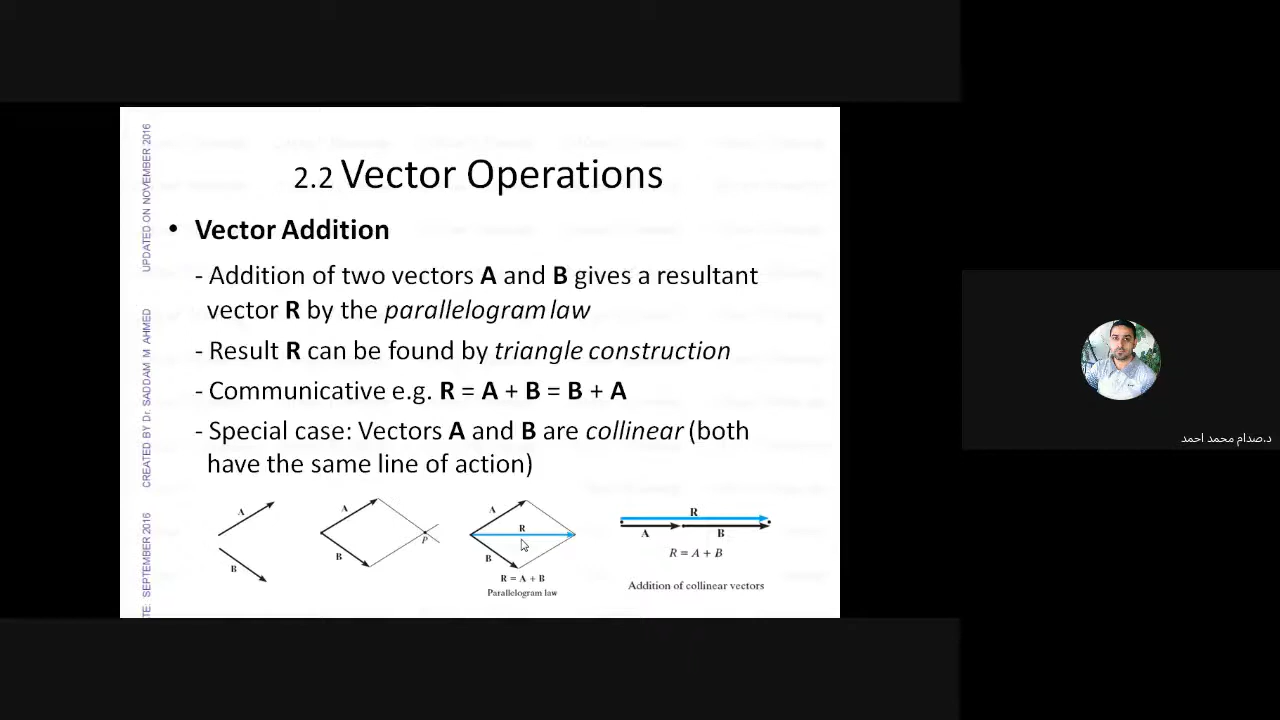 UPDATED ON NOVEMBER 2016
CREATED BY Dr. SADDAM M AHMED
TE: SEPTEMBER 2016
2.2 Vector Operations
• Vector Addition
- Addition of two vectors A and B gives a resultant
vector R by the parallelogram law
- Result R can be found by triangle construction
- Communicative e.g. R = A + B = B + A
- Special case: Vectors A and B are collinear (both
have the same line of action)
A
B
A
B
P
A
R
B
R = A + B
Parallelogram law
R
A B
R = A + B
Addition of collinear vectors
د.صدام محمد احمد